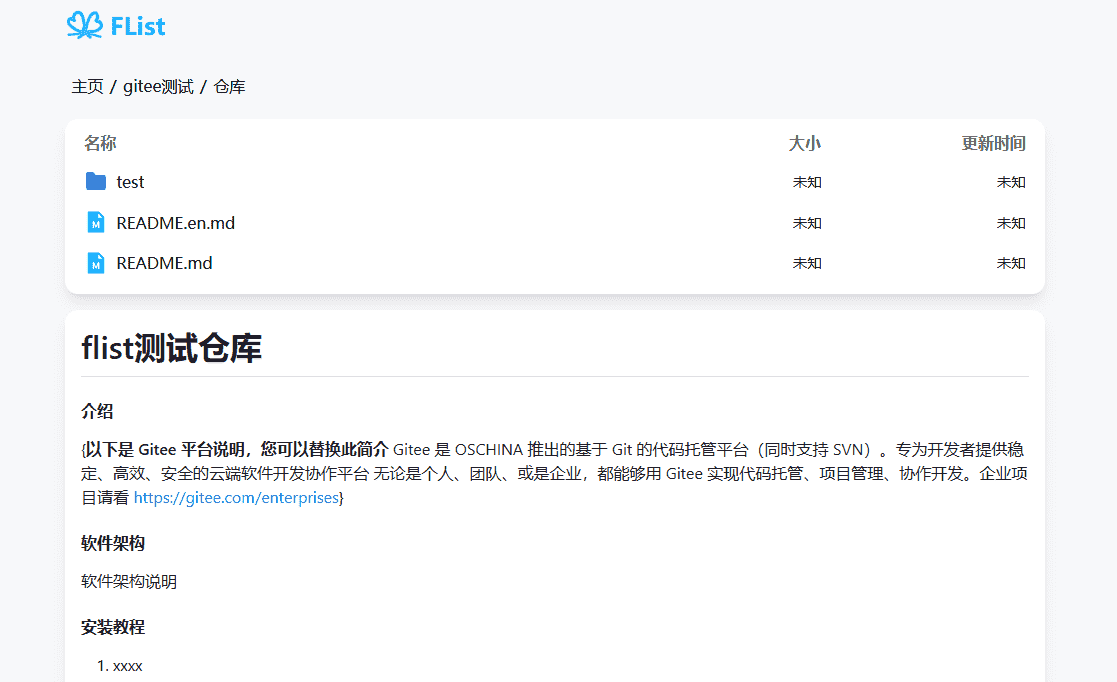 FList
主页 / gitee测试 / 仓库
名称 大小 更新时间
test 未知 未知
README.en.md 未知 未知
README.md 未知 未知
flist测试仓库
介绍
{以下是 Gitee 平台说明，您可以替换此简介 Gitee 是 OSCHINA 推出的基于 Git 的代码托管平台（同时支持 SVN）。专为开发者提供稳
定、高效、安全的云端软件开发协作平台 无论是个人、团队、或是企业，都能够用 Gitee 实现代码托管、项目管理、协作开发。企业项
目请看 https://gitee.com/enterprises}
软件架构
软件架构说明
安装教程
1. xxxx